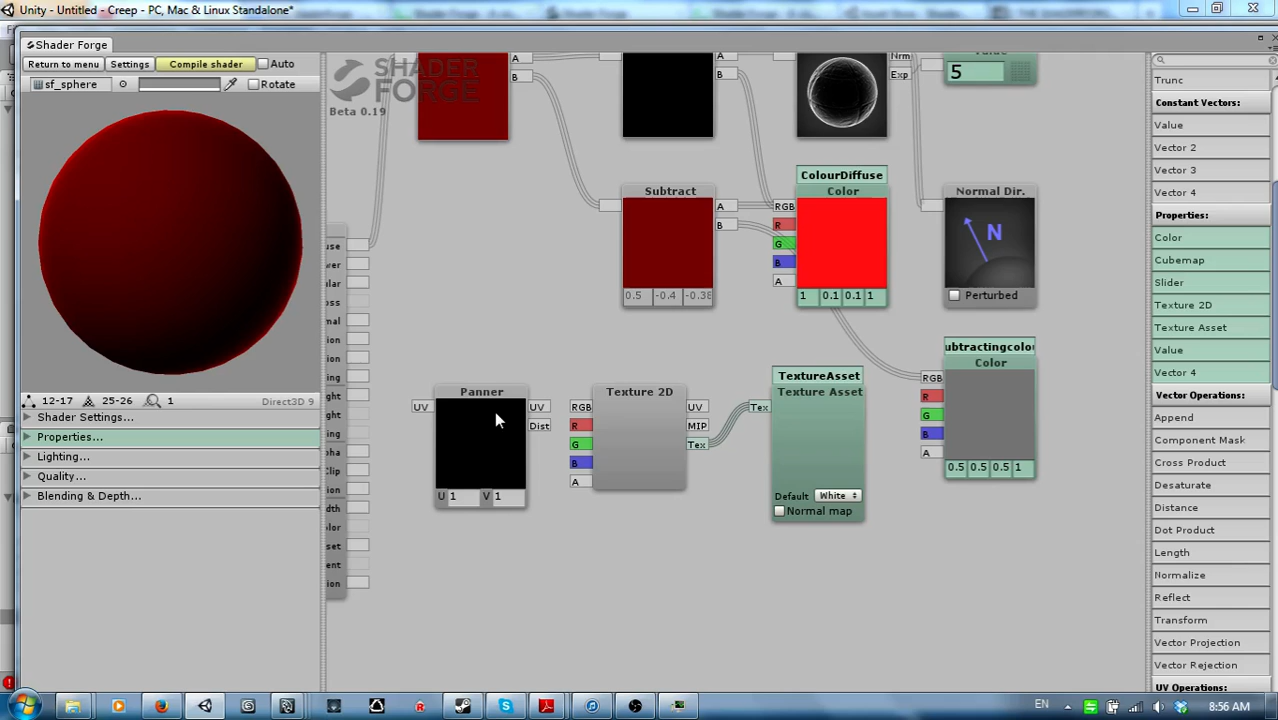 Unity - Untitled - Creep - PC, Mac & Linux Standalone*
Shader Forge
Return to menu
Settings
Compile shader
Auto
sf_sphere
Rotate
SHADER
FORGE
Beta 0.19
12-17
25-26
1
Direct3D 9
Shader Settings...
Properties...
Lighting...
Quality...
Blending & Depth...
A
B
A
B
Nrm
Exp
5
Subtract
A
B
0.5
-0.4
-0.38
ColourDiffuse
Color
RGB
R
G
B
A
1
0.1
0.1
1
Normal Dir.
N
Perturbed
Panner
UV
UV
Dist
U
1
V
1
Texture 2D
RGB
R
G
B
A
UV
MIP
Tex
TextureAsset
Texture Asset
Tex
Default
White
Normal map
ubtractingcolou
Color
RGB
R
G
B
A
0.5
0.5
0.5
1
Trunc
Constant Vectors:
Value
Vector 2
Vector 3
Vector 4
Properties:
Color
Cubemap
Slider
Texture 2D
Texture Asset
Value
Vector 4
Vector Operations:
Append
Component Mask
Cross Product
Desaturate
Distance
Dot Product
Length
Normalize
Reflect
Transform
Vector Projection
Vector Rejection
UV Operations:
EN
8:56 AM